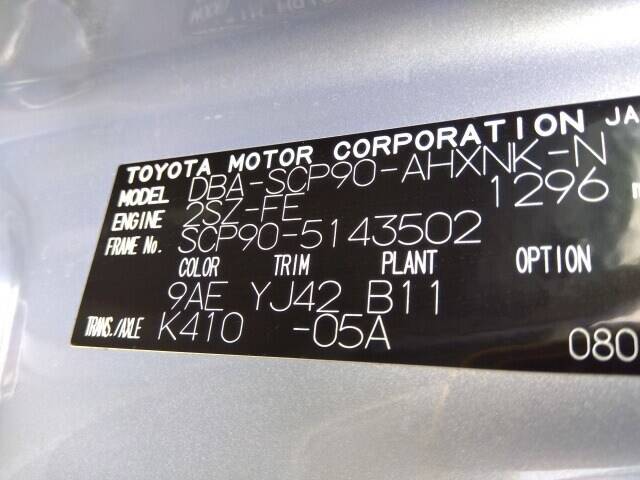 TOYOTA MOTOR CORPORATION JA
MODEL DBA-SCP90-AHXNK-N
ENGINE 2SZ-FE 1296
FRAME No. SCP90-5143502
COLOR TRIM PLANT OPTION
9AE YJ42 B11
TRANS./AXLE K410 -05A
080